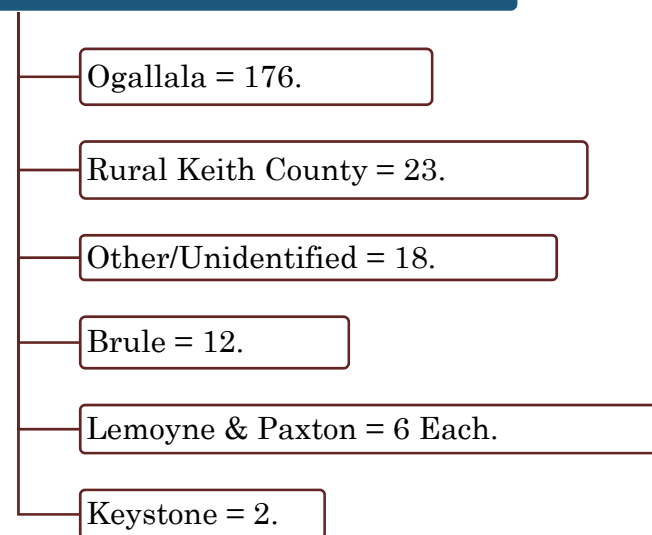 Ogallala = 176.
Rural Keith County = 23.
Other/Unidentified = 18.
Brule = 12.
Lemoyne & Paxton = 6 Each.
Keystone = 2.